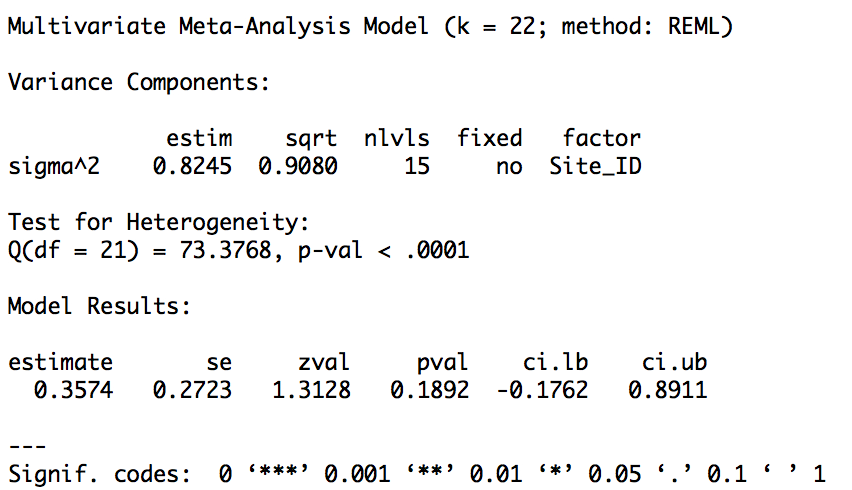 Multivariate Meta-Analysis Model (k = 22; method: REML)
Variance Components:
estim sqrt nlvls fixed factor
sigma^2 0.8245 0.9080 15 no Site_ID
Test for Heterogeneity:
Q(df = 21) = 73.3768, p-val < .0001
Model Results:
estimate se zval pval ci.lb ci.ub
0.3574 0.2723 1.3128 0.1892 -0.1762 0.8911
---
Signif. codes: 0 ‘***’ 0.001 ‘**’ 0.01 ‘*’ 0.05 ‘.’ 0.1 ‘ ’ 1